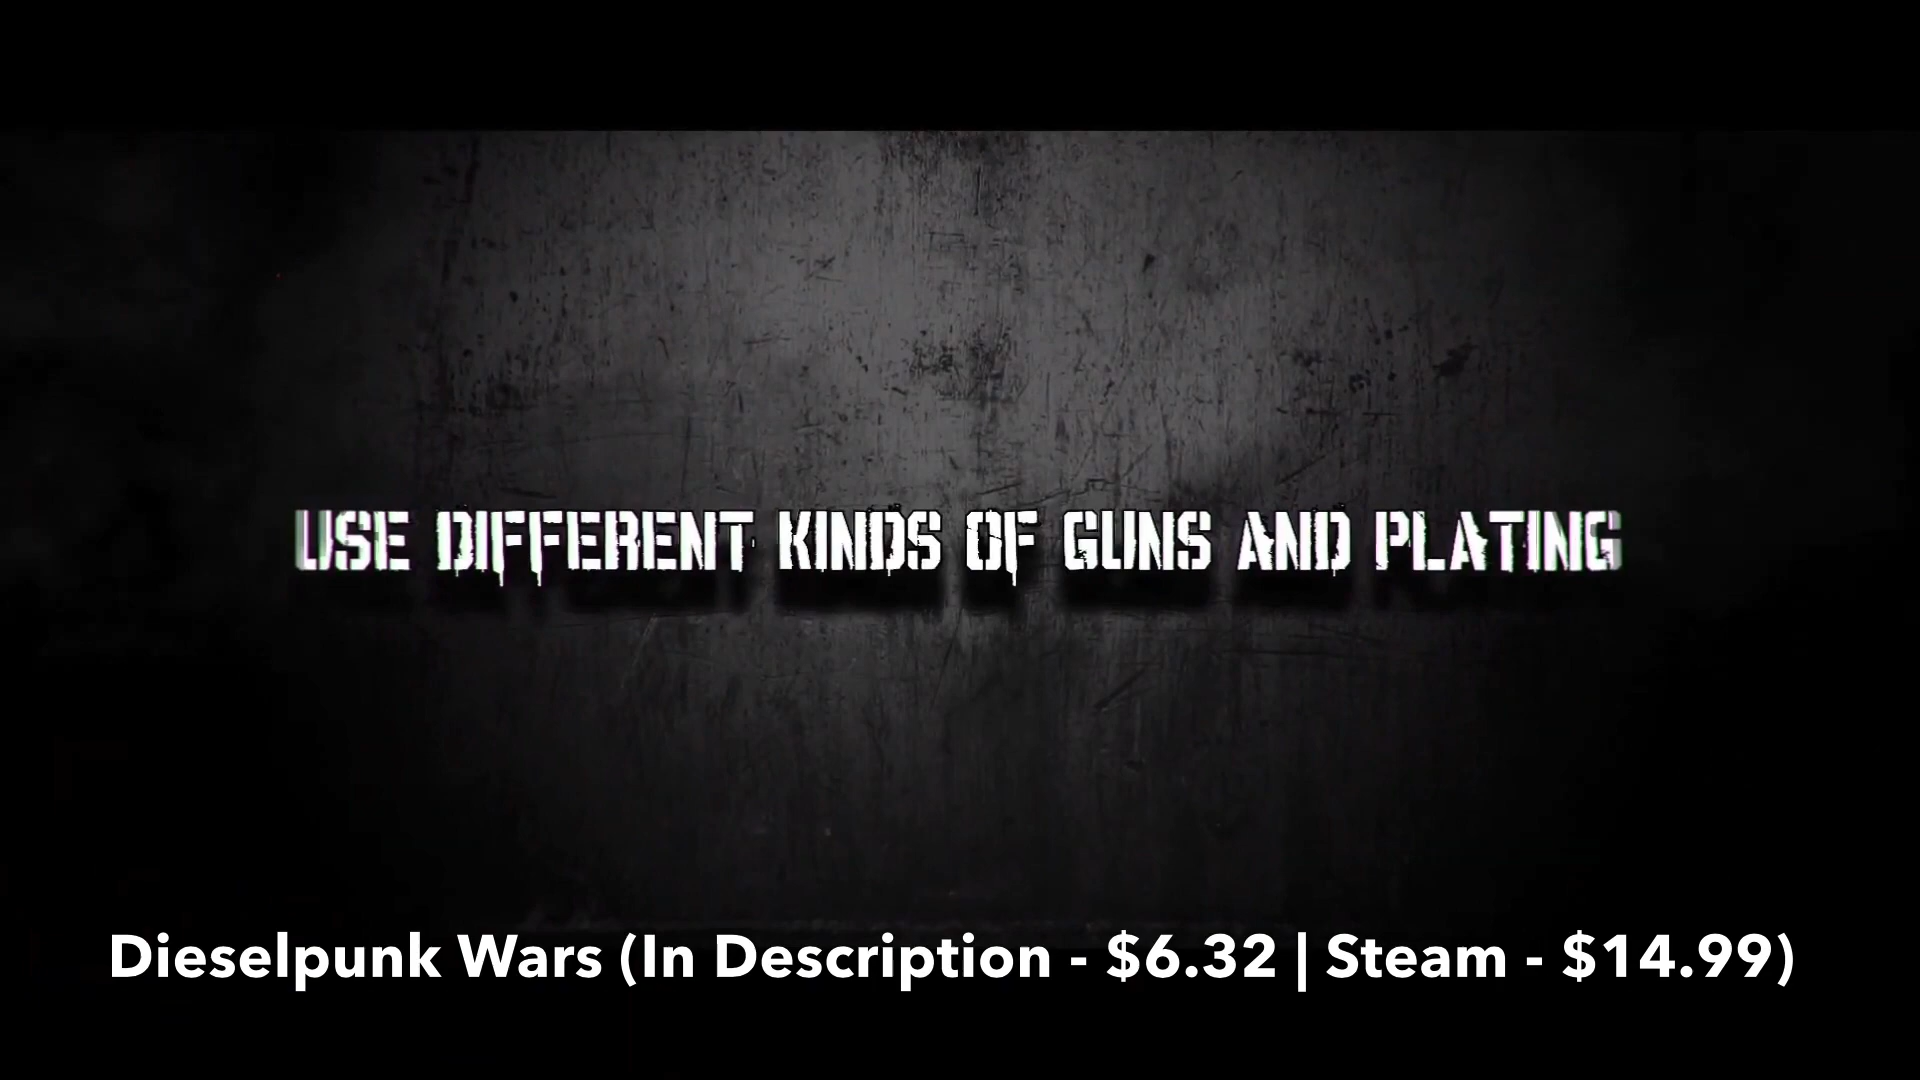 USE DIFFERENT KINDS OF GUNS AND PLATING
Dieselpunk Wars (In Description - $6.32 | Steam - $14.99)